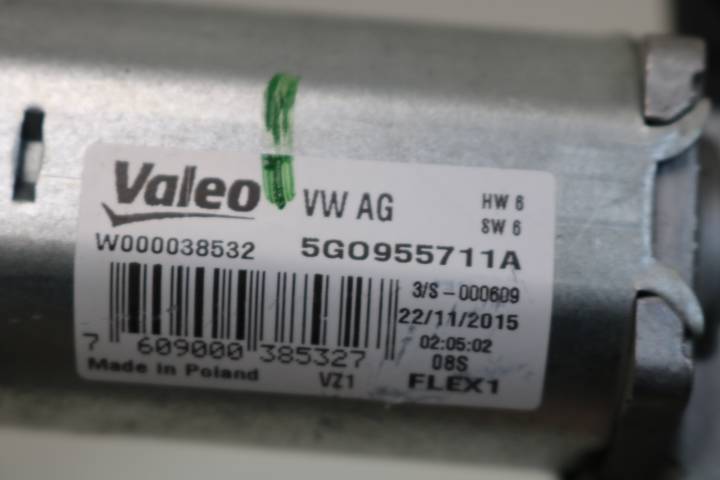 Valeo
VW AG
HW 6
SW 6
W000038532
5G0955711A
3/S-000609
22/11/2015
02:05:02
08S
7 609000 385327
Made in Poland
VZ1
FLEX1